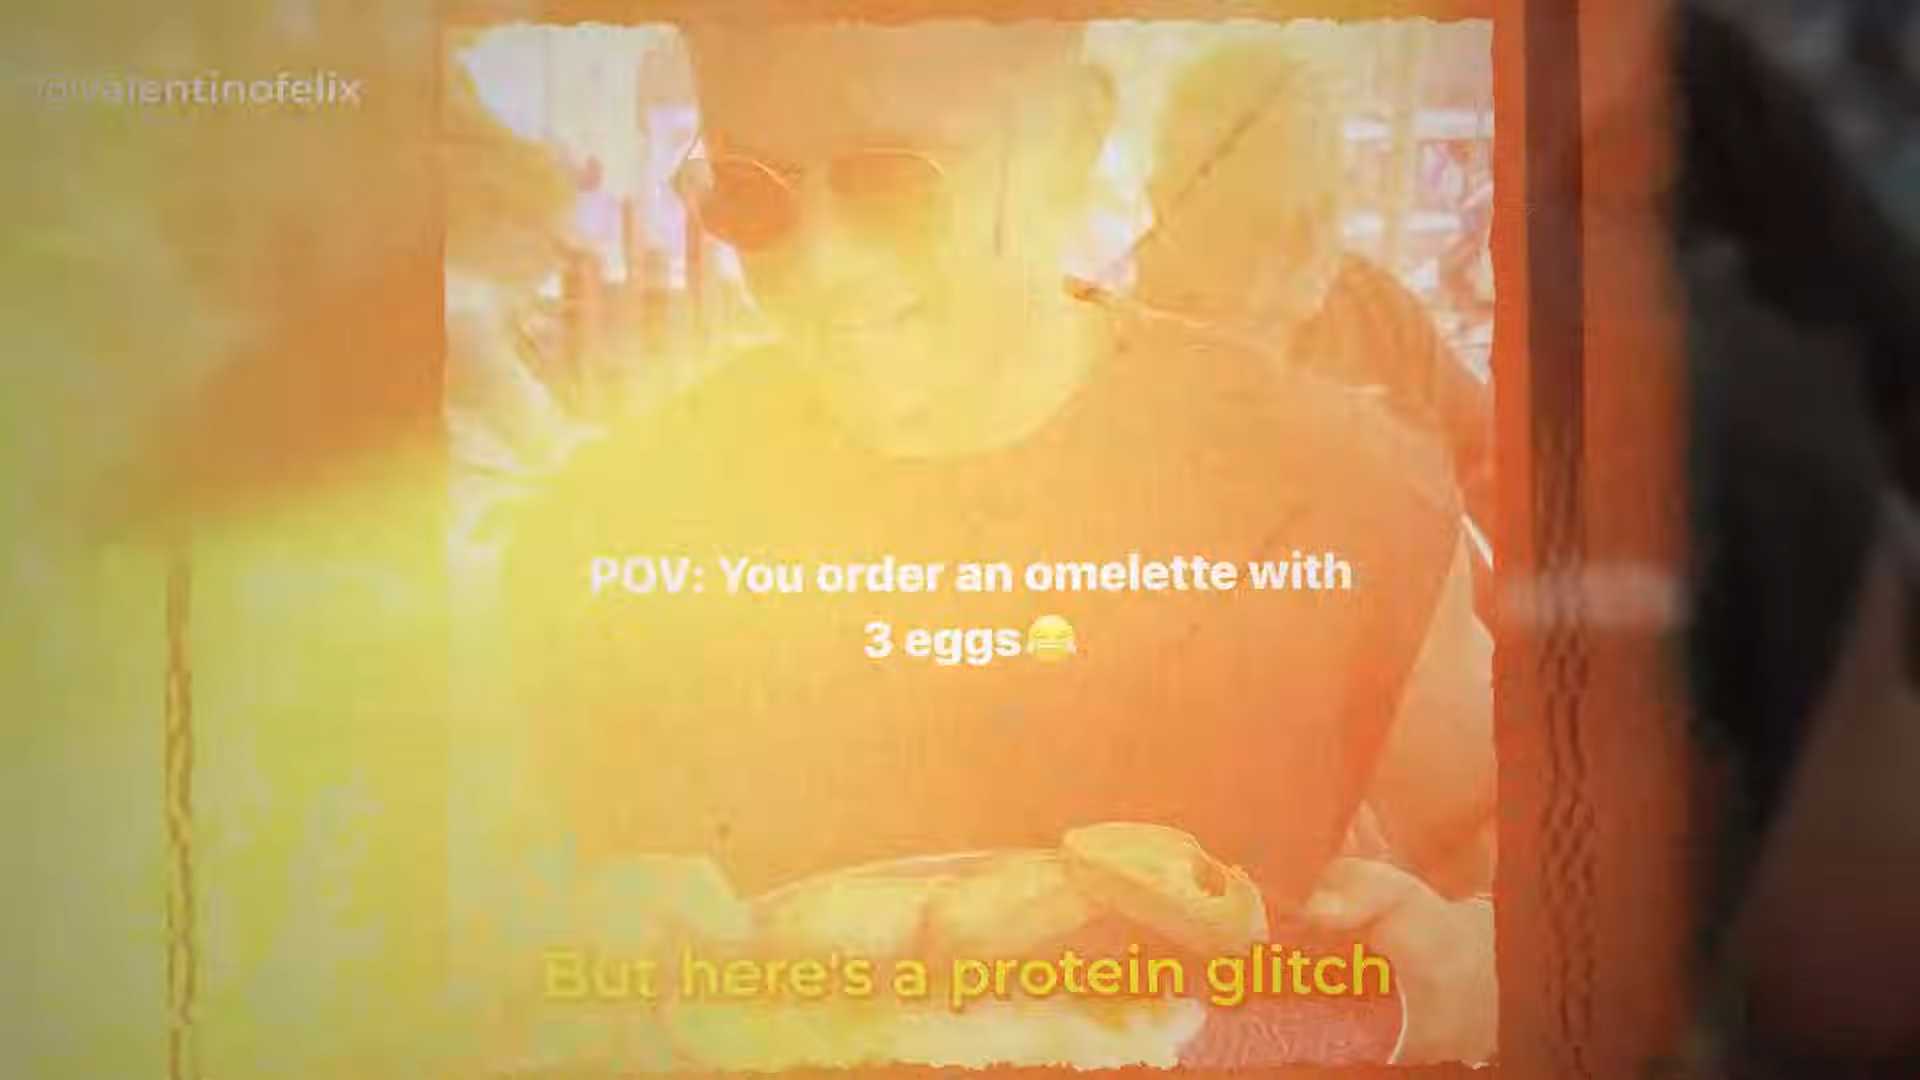 @valentinofelix
POV: You order an omelette with
3 eggs🤗
But here's a protein glitch